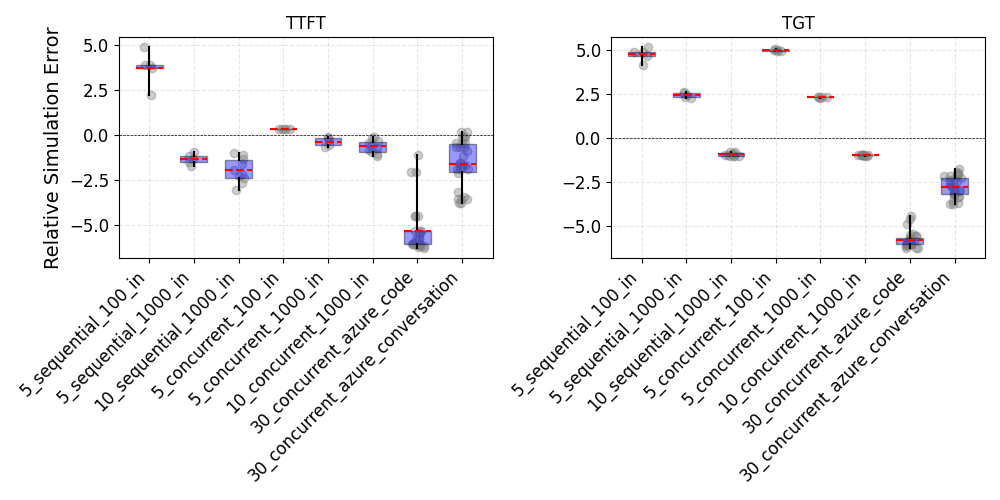 TTFT
TGT
Relative Simulation Error
5.0
2.5
0.0
−2.5
−5.0
5.0
2.5
0.0
−2.5
−5.0
5_sequential_100_in
5_sequential_1000_in
10_sequential_1000_in
5_concurrent_100_in
5_concurrent_1000_in
10_concurrent_1000_in
30_concurrent_azure_code
30_concurrent_azure_conversation
5_sequential_100_in
5_sequential_1000_in
10_sequential_1000_in
5_concurrent_100_in
5_concurrent_1000_in
10_concurrent_1000_in
30_concurrent_azure_code
30_concurrent_azure_conversation